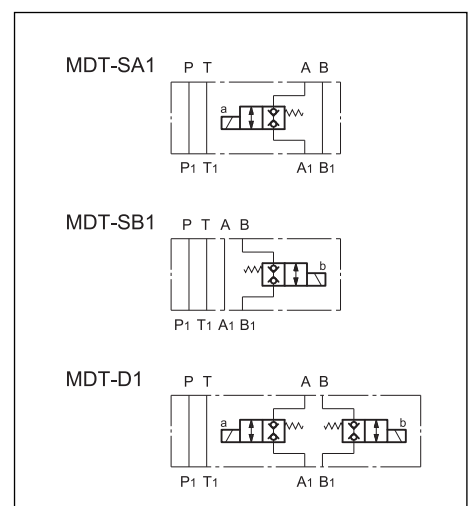 MDT-SA1
P T A B
a
P1 T1 A1 B1
MDT-SB1
P T A B
b
P1 T1 A1 B1
MDT-D1
P T A B
a b
P1 T1 A1 B1